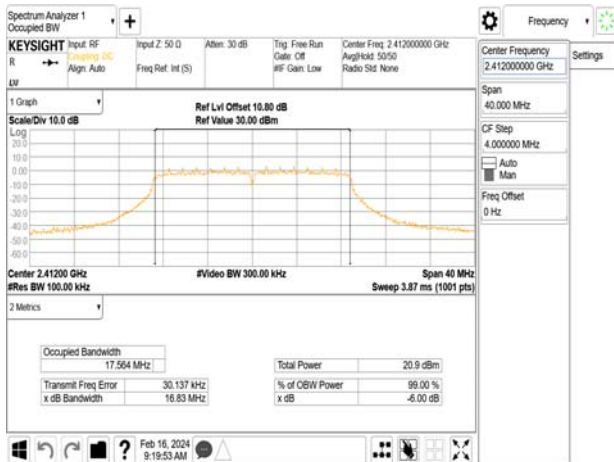 Spectrum Analyzer 1
Occupied BW
Frequency
KEYSIGHT
R
LVI
Input: RF
Coupling: DC
Align: Auto
Input Z: 50 Ω
Freq Ref: Int (S)
Atten: 30 dB
Trig: Free Run
Gate: Off
#IF Gain: Low
Center Freq: 2.412000000 GHz
Avg|Hold: 50/50
Radio Std: None
Center Frequency
2.412000000 GHz
Settings
Span
40.000 MHz
CF Step
4.000000 MHz
Auto
Man
Freq Offset
0 Hz
1 Graph
Scale/Div 10.0 dB
Ref Lvl Offset 10.80 dB
Ref Value 30.00 dBm
Log
20.0
10.0
0.00
-10.0
-20.0
-30.0
-40.0
-50.0
-60.0
Center 2.41200 GHz
#Res BW 100.00 kHz
#Video BW 300.00 kHz
Span 40 MHz
Sweep 3.87 ms (1001 pts)
2 Metrics
Occupied Bandwidth
17.564 MHz
Transmit Freq Error 30.137 kHz
x dB Bandwidth 16.83 MHz
Total Power 20.9 dBm
% of OBW Power 99.00 %
x dB -6.00 dB
Feb 16, 2024
9:19:53 AM